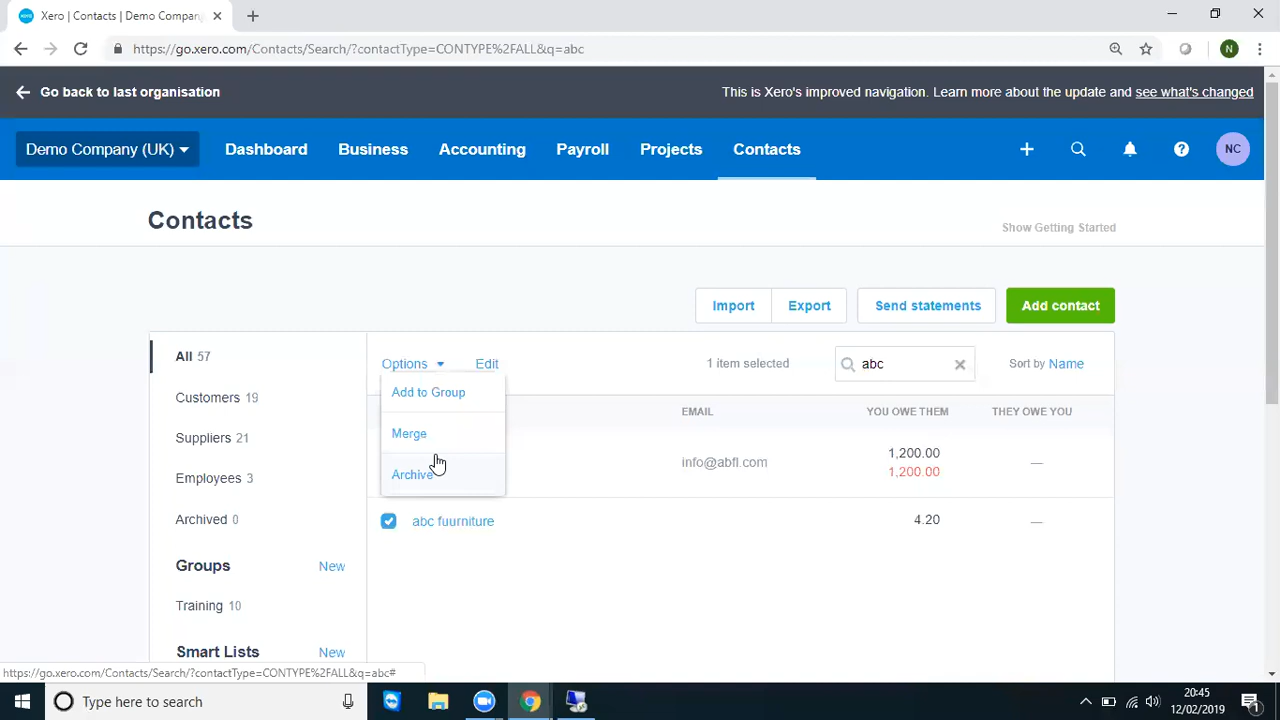 Xero | Contacts | Demo Company
https://go.xero.com/Contacts/Search/?contactType=CONTYPE%2FALL&q=abc
N
Go back to last organisation
This is Xero's improved navigation. Learn more about the update and see what's changed
Demo Company (UK)
Dashboard
Business
Accounting
Payroll
Projects
Contacts
NC
Contacts
Show Getting Started
Import
Export
Send statements
Add contact
All 57
Customers 19
Suppliers 21
Employees 3
Archived 0
Groups
New
Training 10
Smart Lists
New
Options
Edit
1 item selected
abc
Sort by Name
Add to Group
Merge
Archive
EMAIL
YOU OWE THEM
THEY OWE YOU
info@abfl.com
1,200.00
1,200.00
—
abc fuurniture
4.20
—
https://go.xero.com/Contacts/Search/?contactType=CONTYPE%2FALL&q=abc#
Type here to search
20:45
12/02/2019
1